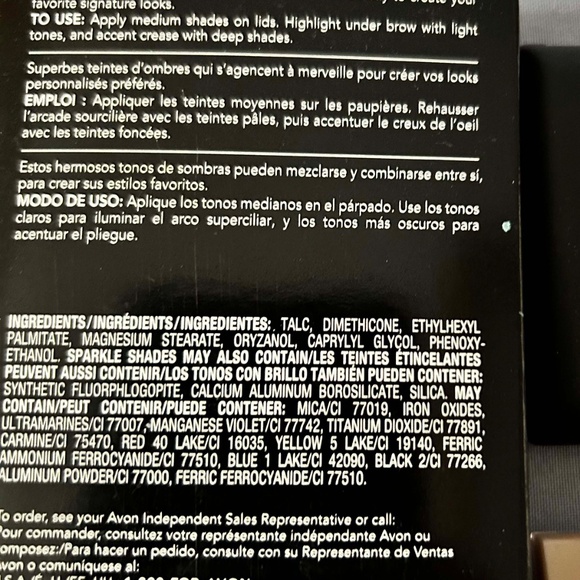 favorite signature looks.
TO USE: Apply medium shades on lids. Highlight under brow with light
tones, and accent crease with deep shades.
Superbes teintes d'ombres qui s'agencent à merveille pour créer vos looks
personnalisés préférés.
EMPLOI : Appliquer les teintes moyennes sur les paupières. Rehausser
l'arcade sourcilière avec les teintes pâles, puis accentuer le creux de l'oeil
avec les teintes foncées.
Estos hermosos tonos de sombras pueden mezclarse y combinarse entre sí,
para crear sus estilos favoritos.
MODO DE USO: Aplique los tonos medianos en el párpado. Use los tonos
claros para iluminar el arco superciliar, y los tonos más oscuros para
acentuar el pliegue.
INGREDIENTS/INGRÉDIENTS/INGREDIENTES: TALC, DIMETHICONE, ETHYLHEXYL
PALMITATE, MAGNESIUM STEARATE, ORYZANOL, CAPRYLYL GLYCOL, PHENOXY-
ETHANOL. SPARKLE SHADES MAY ALSO CONTAIN/LES TEINTES ÉTINCELANTES
PEUVENT AUSSI CONTENIR/LOS TONOS CON BRILLO TAMBIÉN PUEDEN CONTENER:
SYNTHETIC FLUORPHLOGOPITE, CALCIUM ALUMINUM BOROSILICATE, SILICA. MAY
CONTAIN/PEUT CONTENIR/PUEDE CONTENER: MICA/CI 77019, IRON OXIDES,
ULTRAMARINES/CI 77007, MANGANESE VIOLET/CI 77742, TITANIUM DIOXIDE/CI 77891,
CARMINE/CI 75470, RED 40 LAKE/CI 16035, YELLOW 5 LAKE/CI 19140, FERRIC
AMMONIUM FERROCYANIDE/CI 77510, BLUE 1 LAKE/CI 42090, BLACK 2/CI 77266,
ALUMINUM POWDER/CI 77000, FERRIC FERROCYANIDE/CI 77510.
To order, see your Avon Independent Sales Representative or call:
Pour commander, consultez votre représentante indépendante Avon ou
composez:/Para hacer un pedido, consulte con su Representante de Ventas
Avon o comuníquese al: